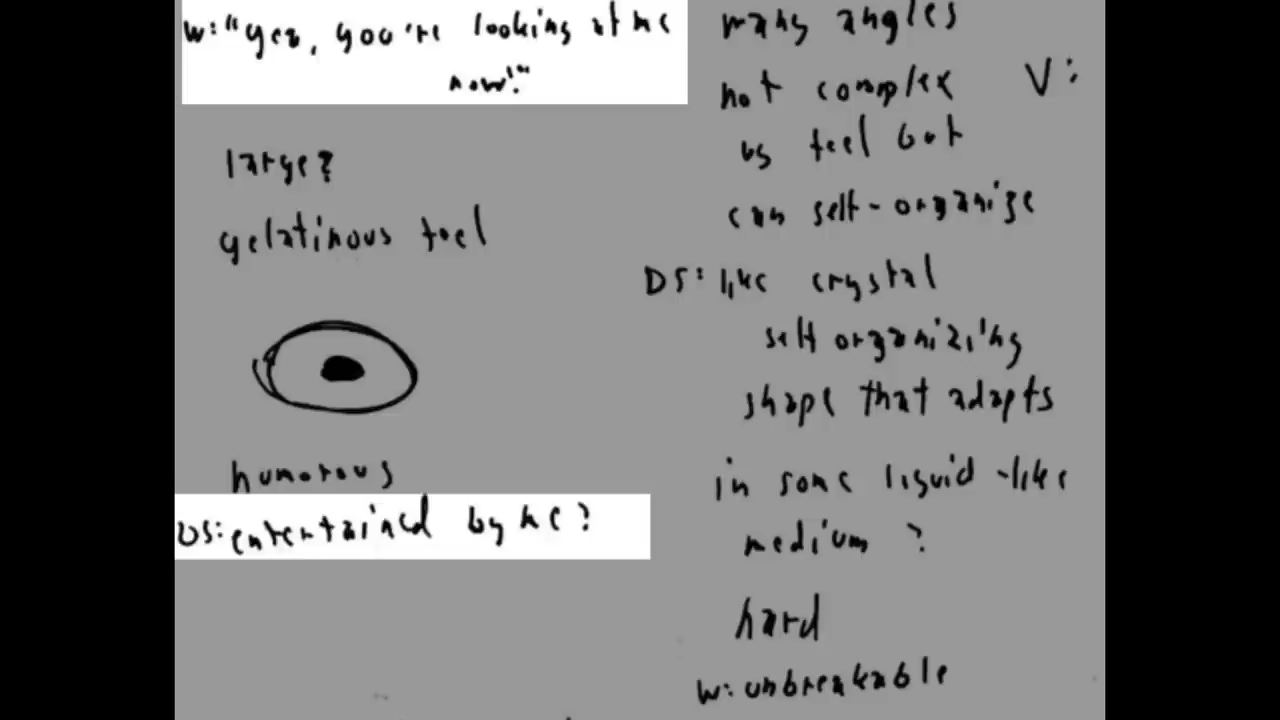 w: "yes, you're looking at me
now!"
large?
gelatinous feel
humorous
DS: entertained by me?
many angles
not complex V:
as feel but
can self-organize
DS: like crystal
self organizing
shape that adapts
in some liquid-like
medium?
hard
w: unbreakable